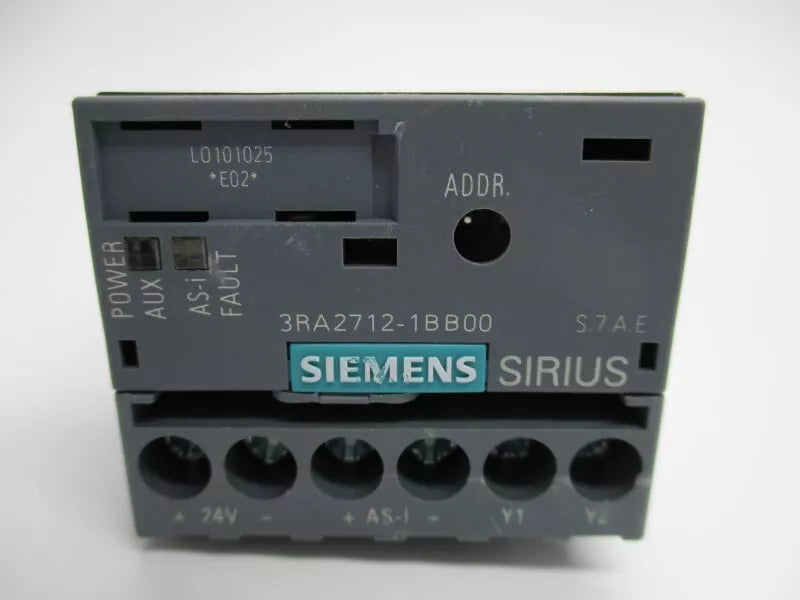 L0101025
*E02*
ADDR.
POWER
AUX
AS-i
FAULT
3RA2712-1BB00
S.7.A.E
SIEMENS SIRIUS
+ 24V - + AS-I - Y1 Y2